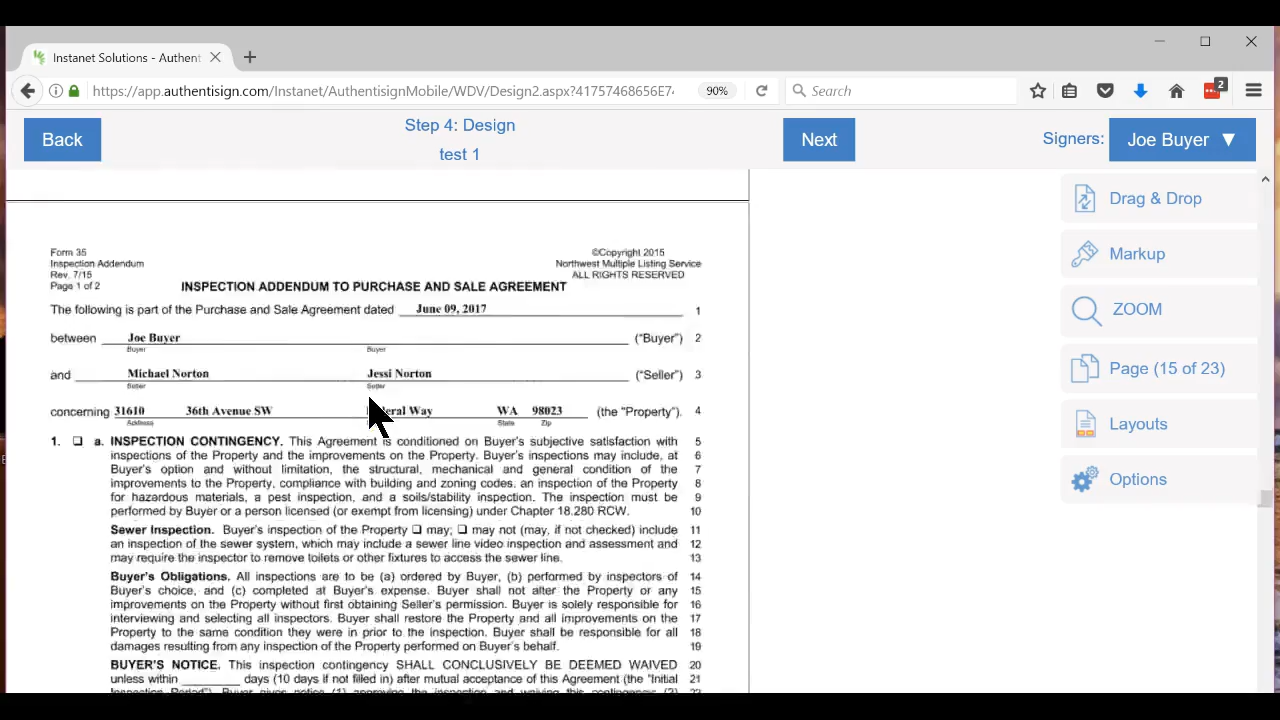 Instanet Solutions - Authent
https://app.authentisign.com/Instanet/AuthentisignMobile/WDV/Design2.aspx?41757468656E74
90%
Search
2
Back
Step 4: Design
test 1
Next
Signers:
Joe Buyer ▼
Drag & Drop
Markup
ZOOM
Page (15 of 23)
Layouts
Options
Form 35
Inspection Addendum
Rev. 7/15
Page 1 of 2
©Copyright 2015
Northwest Multiple Listing Service
ALL RIGHTS RESERVED
INSPECTION ADDENDUM TO PURCHASE AND SALE AGREEMENT
The following is part of the Purchase and Sale Agreement dated June 09, 2017 1
between Joe Buyer ("Buyer") 2
Buyer Buyer
and Michael Norton Jessi Norton ("Seller") 3
Seller Seller
concerning 31610 36th Avenue SW WA 98023 (the "Property"). 4
Address State Zip
1. ☐ a. INSPECTION CONTINGENCY. This Agreement is conditioned on Buyer's subjective satisfaction with 5
inspections of the Property and the improvements on the Property. Buyer's inspections may include, at 6
Buyer's option and without limitation, the structural, mechanical and general condition of the 7
improvements to the Property, compliance with building and zoning codes, an inspection of the Property 8
for hazardous materials, a pest inspection, and a soils/stability inspection. The inspection must be 9
performed by Buyer or a person licensed (or exempt from licensing) under Chapter 18.280 RCW. 10
Sewer Inspection. Buyer's inspection of the Property ☐ may; ☐ may not (may, if not checked) include 11
an inspection of the sewer system, which may include a sewer line video inspection and assessment and 12
may require the inspector to remove toilets or other fixtures to access the sewer line. 13
Buyer's Obligations. All inspections are to be (a) ordered by Buyer, (b) performed by inspectors of 14
Buyer's choice, and (c) completed at Buyer's expense. Buyer shall not alter the Property or any 15
improvements on the Property without first obtaining Seller's permission. Buyer is solely responsible for 16
interviewing and selecting all inspectors. Buyer shall restore the Property and all improvements on the 17
Property to the same condition they were in prior to the inspection. Buyer shall be responsible for all 18
damages resulting from any inspection of the Property performed on Buyer's behalf. 19
BUYER'S NOTICE. This inspection contingency SHALL CONCLUSIVELY BE DEEMED WAIVED 20
unless within ________ days (10 days if not filled in) after mutual acceptance of this Agreement (the "Initial 21